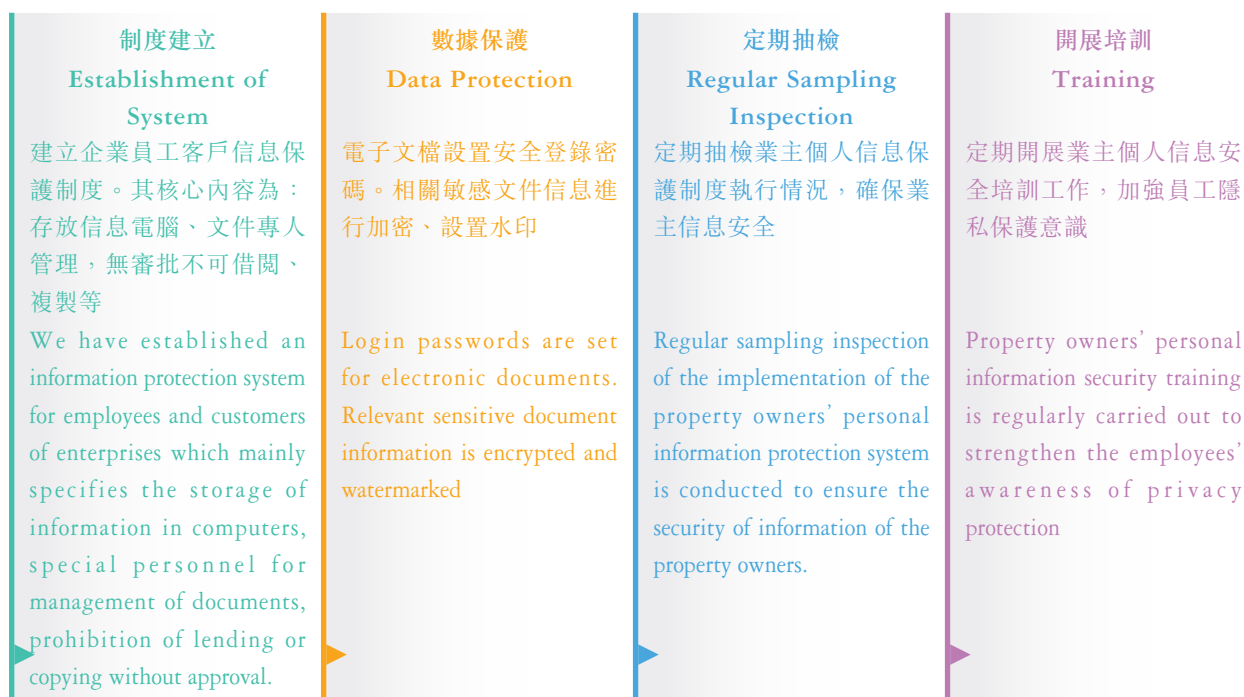 制度建立
Establishment of
System
建立企業員工客戶信息保
護制度。其核心內容為：
存放信息電腦、文件專人
管理，無審批不可借閱、
複製等
We have established an
information protection system
for employees and customers
of enterprises which mainly
specifies the storage of
information in computers,
special personnel for
management of documents,
prohibition of lending or
copying without approval.
數據保護
Data Protection
電子文檔設置安全登錄密
碼。相關敏感文件信息進
行加密、設置水印
Login passwords are set
for electronic documents.
Relevant sensitive document
information is encrypted and
watermarked
定期抽檢
Regular Sampling
Inspection
定期抽檢業主個人信息保
護制度執行情況，確保業
主信息安全
Regular sampling inspection
of the implementation of the
property owners’ personal
information protection system
is conducted to ensure the
security of information of the
property owners.
開展培訓
Training
定期開展業主個人信息安
全培訓工作，加強員工隱
私保護意識
Property owners’ personal
information security training
is regularly carried out to
strengthen the employees’
awareness of privacy
protection